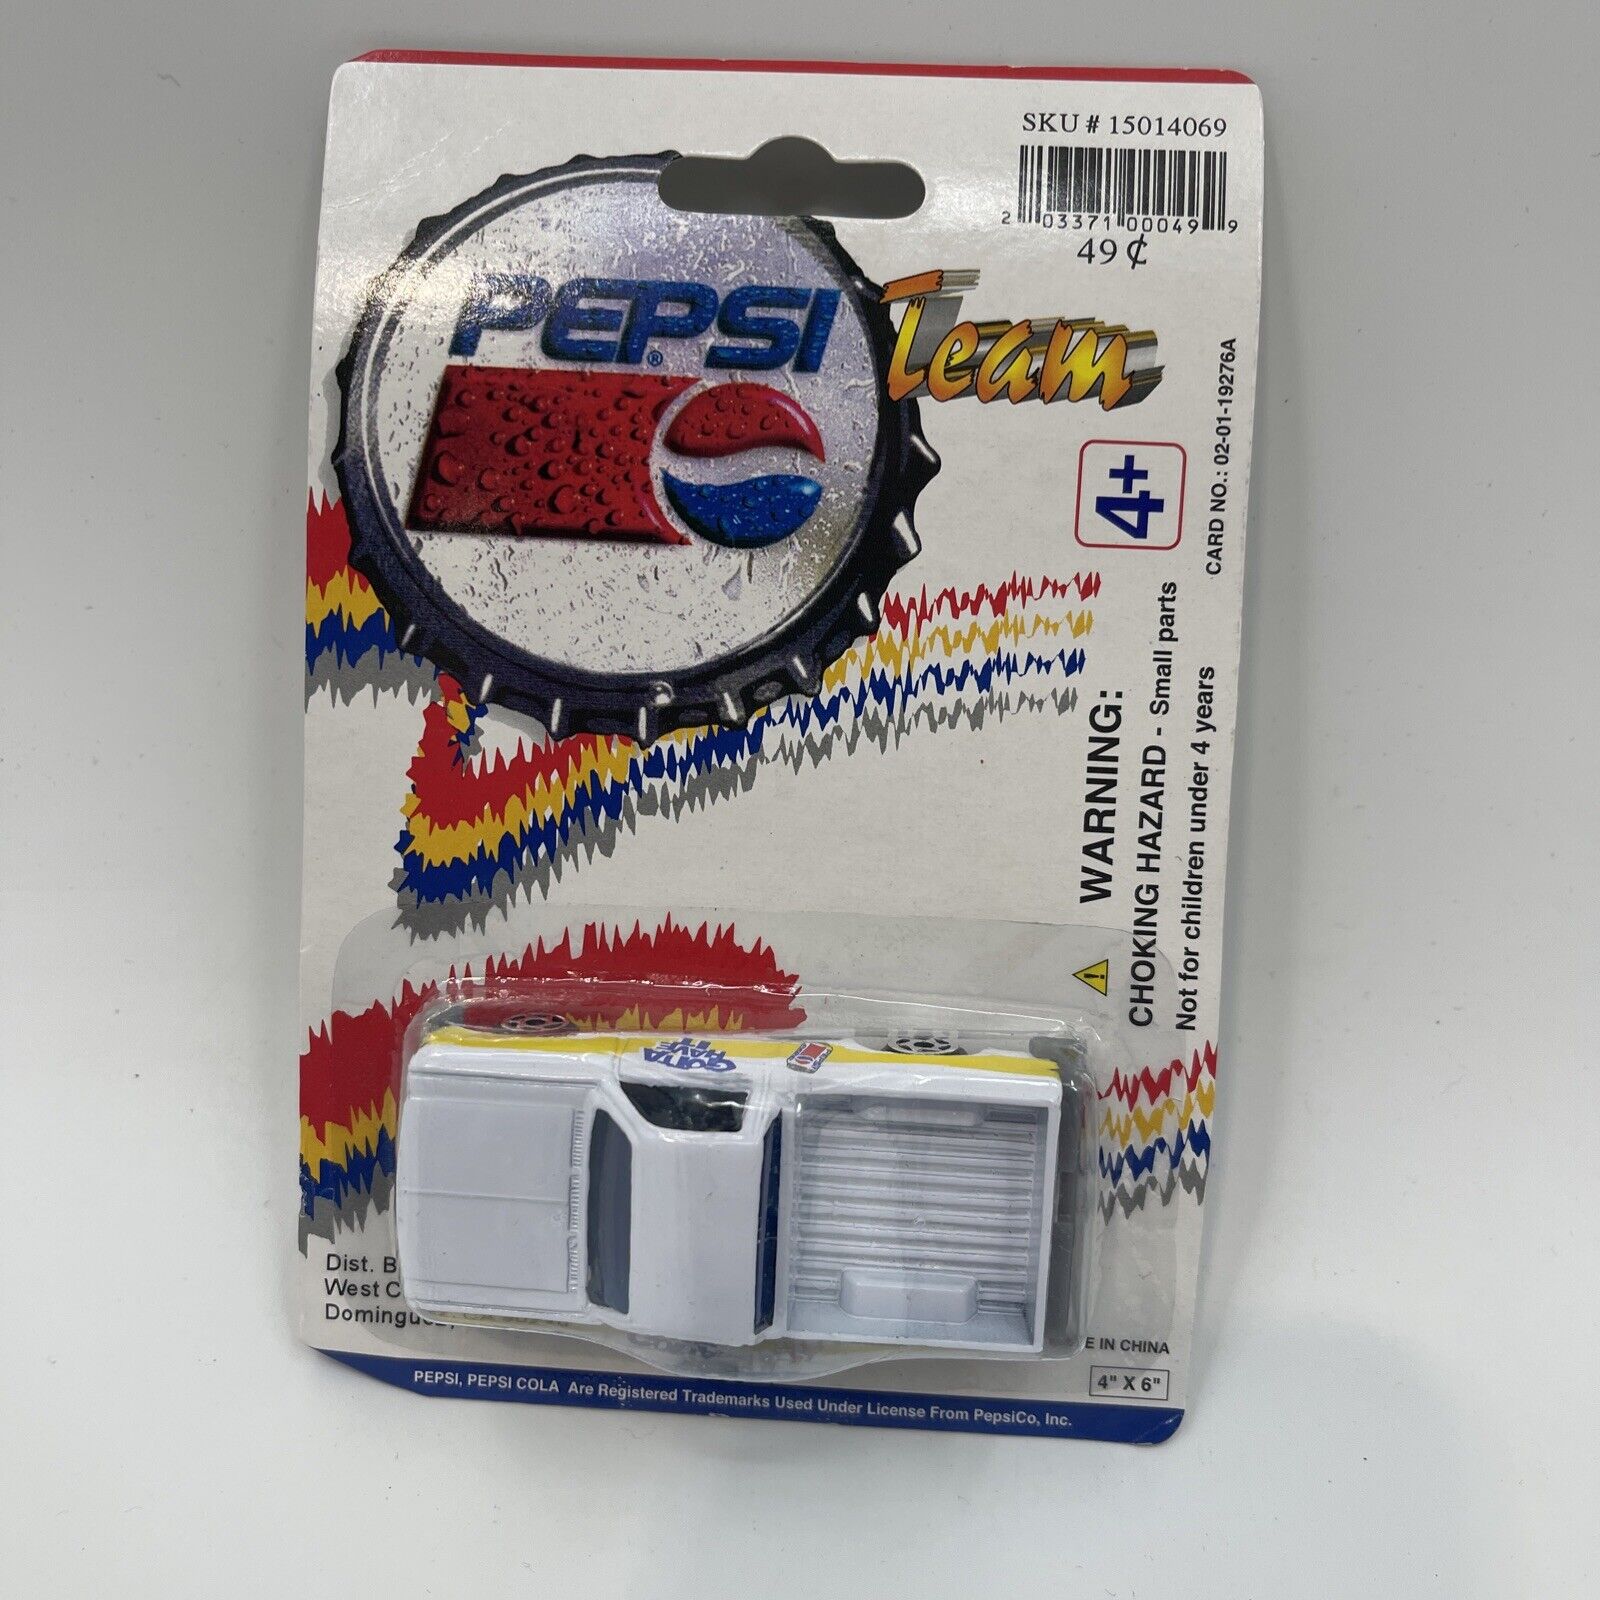 SKU # 15014069
2 03371 00049 9
49 ¢
PEPSI®
Team
4+
CARD NO.: 02-01-19276A
WARNING:
CHOKING HAZARD - Small parts
Not for children under 4 years
GOTTA
HAVE
IT
Dist. B
West C
Domingu
E IN CHINA
4" X 6"
PEPSI, PEPSI COLA Are Registered Trademarks Used Under License From PepsiCo, Inc.